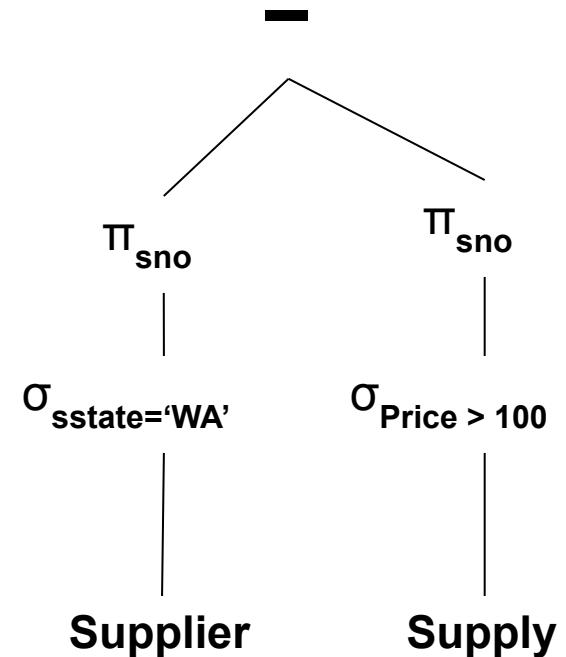 −
π sno π sno
σ sstate=‘WA’ σ Price > 100
Supplier Supply